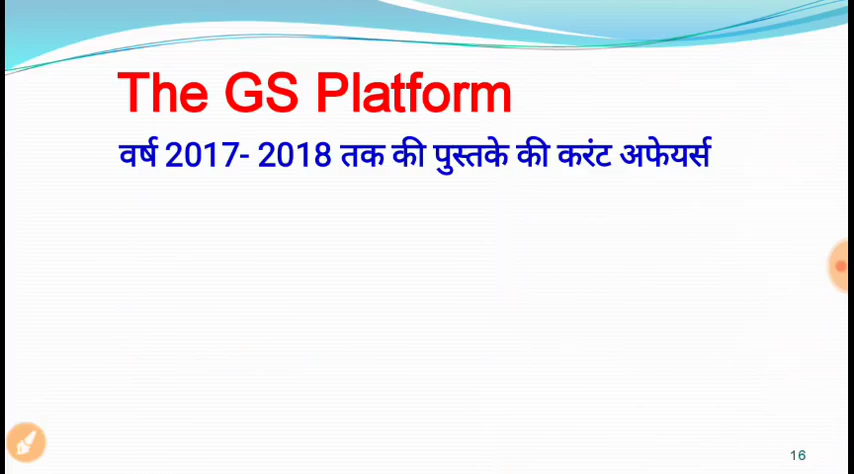 The GS Platform
वर्ष 2017- 2018 तक की पुस्तके की करंट अफेयर्स
16